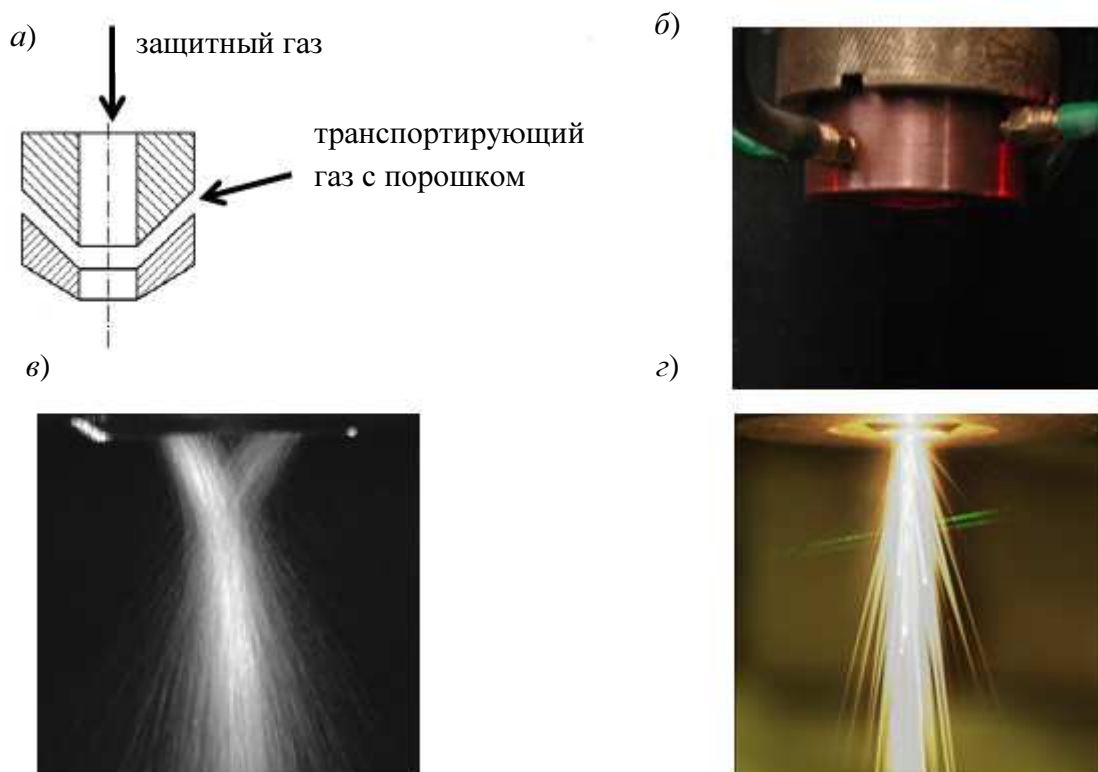 а)
защитный газ
транспортирующий
газ с порошком
б)
в)
г)